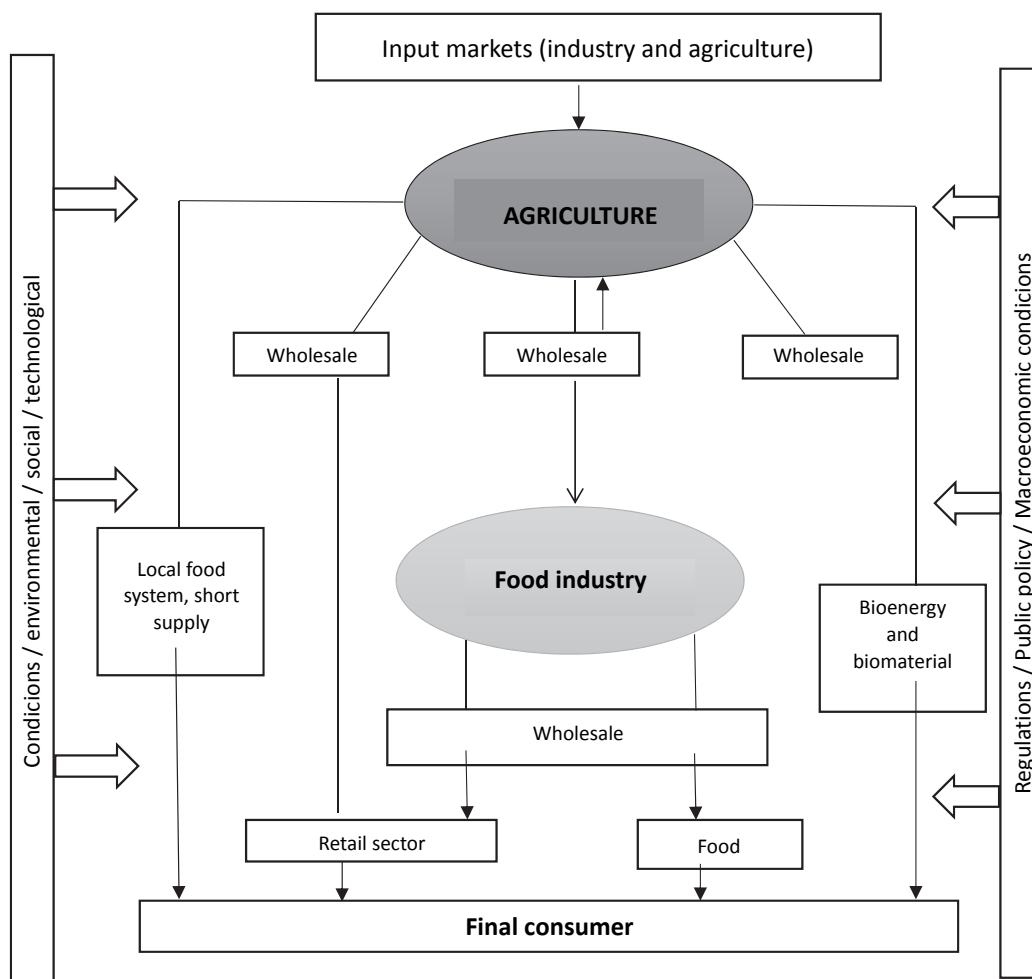 Input markets (industry and agriculture)
AGRICULTURE
Wholesale
Wholesale
Wholesale
Condicions / environmental / social / technological
Regulations / Public policy / Macroeconomic condicions
Local food
system, short
supply
Food industry
Bioenergy
and
biomaterial
Wholesale
Retail sector
Food
Final consumer